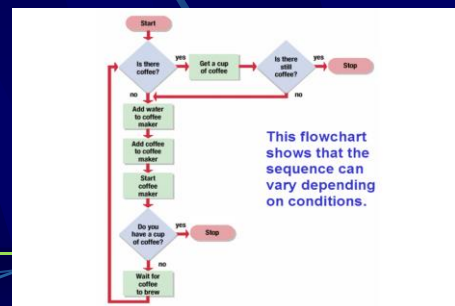 Start
Is there
coffee?
yes
Get a cup
of coffee
Is there
still
coffee?
yes
Stop
no
no
Add water
to coffee
maker
Add coffee
to coffee
maker
Start
coffee
maker
Do you
have a cup
of coffee?
yes
Stop
no
Wait for
coffee
to brew
This flowchart
shows that the
sequence can
vary depending
on conditions.